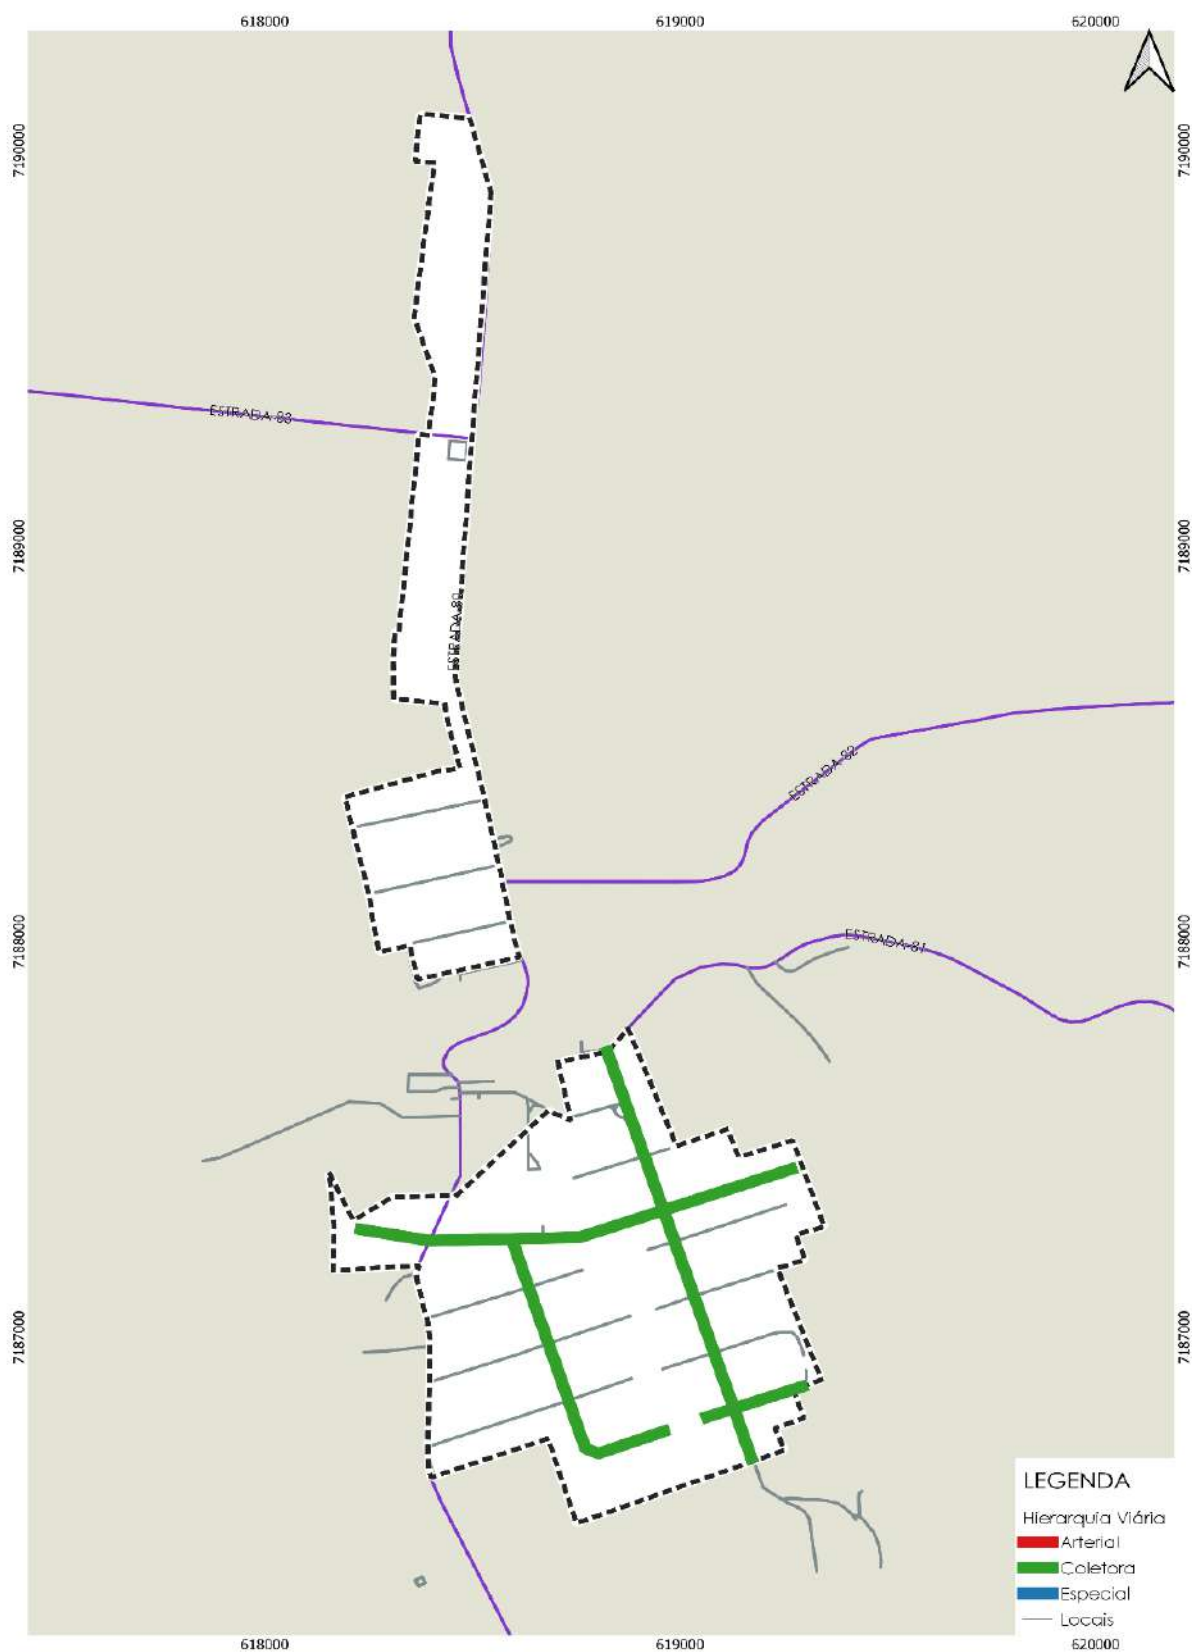 618000
619000
620000
7190000
7190000
ESTRADA-83
7189000
7189000
ESTRADA-80
ESTRADA-82
7188000
7188000
ESTRADA-81
7187000
7187000
LEGENDA
Hierarquia Viária
Arterial
Coletora
Especial
Locais
618000
619000
620000